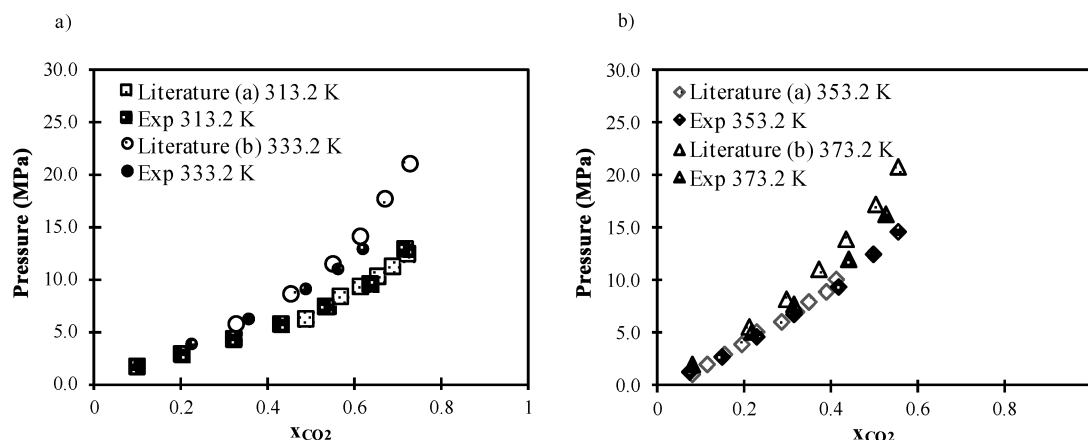 a)
30.0
25.0
20.0
15.0
10.0
5.0
0.0
Pressure (MPa)
Literature (a) 313.2 K
Exp 313.2 K
Literature (b) 333.2 K
Exp 333.2 K
0 0.2 0.4 0.6 0.8 1
xCO2
b)
30.0
25.0
20.0
15.0
10.0
5.0
0.0
Pressure (MPa)
Literature (a) 353.2 K
Exp 353.2 K
Literature (b) 373.2 K
Exp 373.2 K
0 0.2 0.4 0.6 0.8
xCO2